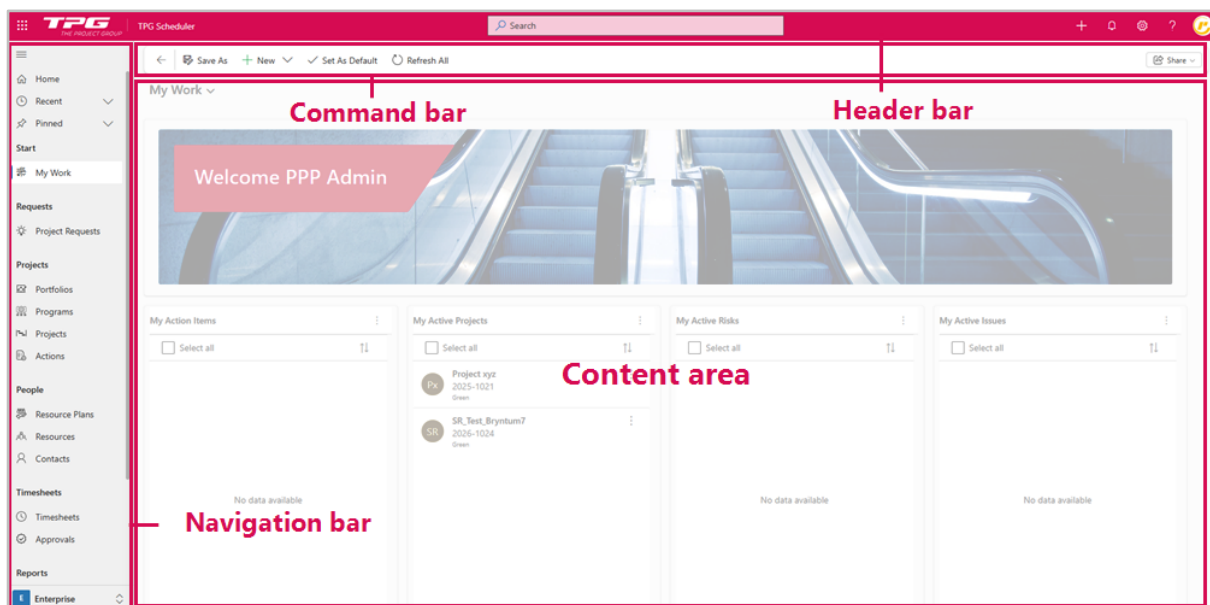 TPG
THE PROJECT GROUP
TPG Scheduler
Search
Save As
New
Set As Default
Refresh All
Share
Command bar
Header bar
Home
Recent
Pinned
Start
My Work
Requests
Project Requests
Projects
Portfolios
Programs
Projects
Actions
People
Resource Plans
Resources
Contacts
Timesheets
Timesheets
Approvals
Reports
E Enterprise
Navigation bar
My Work
Welcome PPP Admin
My Action Items
Select all
No data available
My Active Projects
Select all
Px
Project xyz
2025-1021
Green
SR
SR_Test_Bryntum7
2026-1024
Green
Content area
My Active Risks
Select all
No data available
My Active Issues
Select all
No data available